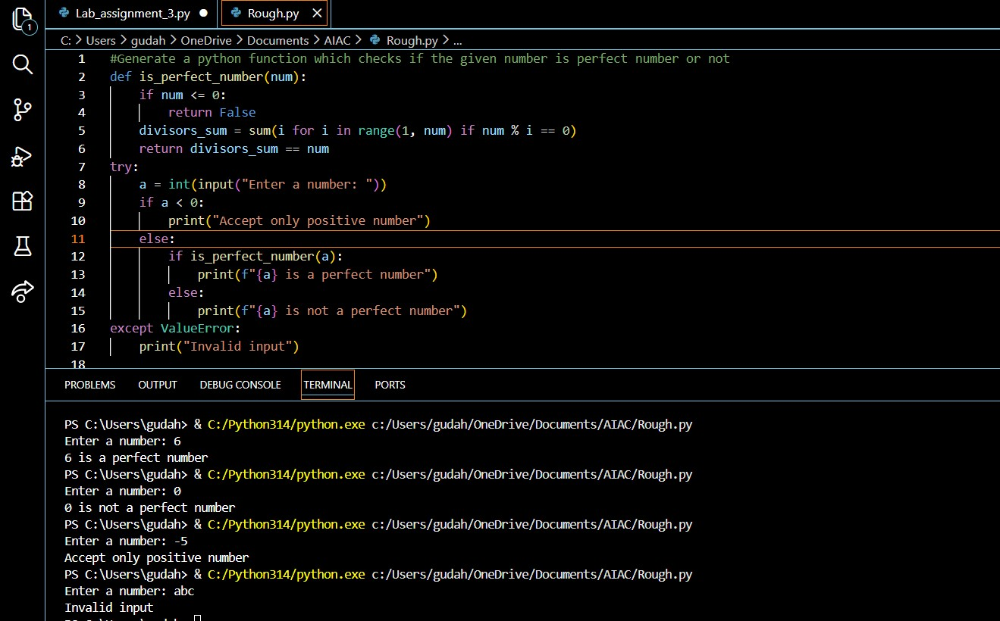 1
Lab_assignment_3.py ●
Rough.py ×
C: > Users > gudah > OneDrive > Documents > AIAC > Rough.py > ...
1 #Generate a python function which checks if the given number is perfect number or not
2 def is_perfect_number(num):
3     if num <= 0:
4         return False
5     divisors_sum = sum(i for i in range(1, num) if num % i == 0)
6     return divisors_sum == num
7 try:
8     a = int(input("Enter a number: "))
9     if a < 0:
10         print("Accept only positive number")
11     else:
12         if is_perfect_number(a):
13             print(f"{a} is a perfect number")
14         else:
15             print(f"{a} is not a perfect number")
16 except ValueError:
17     print("Invalid input")
18
PROBLEMS OUTPUT DEBUG CONSOLE TERMINAL PORTS
PS C:\Users\gudah> & C:/Python314/python.exe c:/Users/gudah/OneDrive/Documents/AIAC/Rough.py
Enter a number: 6
6 is a perfect number
PS C:\Users\gudah> & C:/Python314/python.exe c:/Users/gudah/OneDrive/Documents/AIAC/Rough.py
Enter a number: 0
0 is not a perfect number
PS C:\Users\gudah> & C:/Python314/python.exe c:/Users/gudah/OneDrive/Documents/AIAC/Rough.py
Enter a number: -5
Accept only positive number
PS C:\Users\gudah> & C:/Python314/python.exe c:/Users/gudah/OneDrive/Documents/AIAC/Rough.py
Enter a number: abc
Invalid input